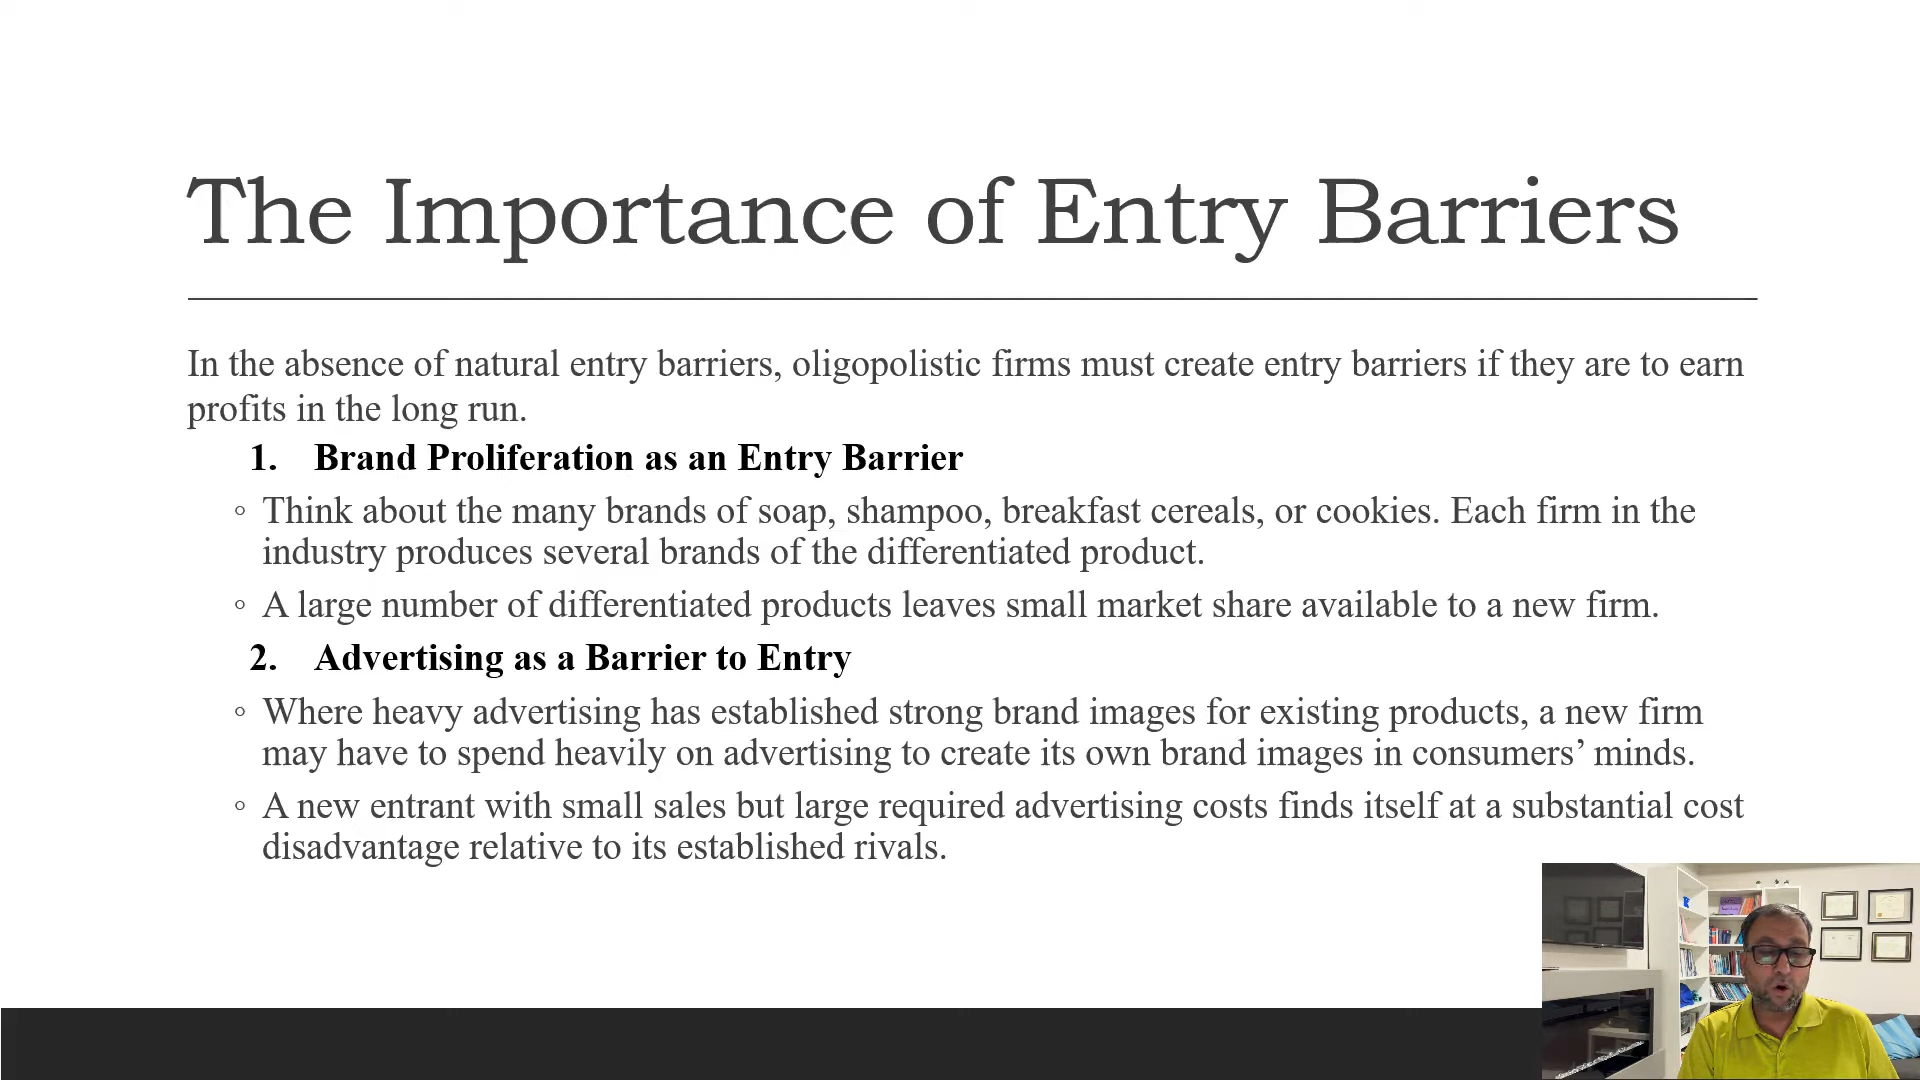 The Importance of Entry Barriers
In the absence of natural entry barriers, oligopolistic firms must create entry barriers if they are to earn
profits in the long run.
1. Brand Proliferation as an Entry Barrier
◦ Think about the many brands of soap, shampoo, breakfast cereals, or cookies. Each firm in the
industry produces several brands of the differentiated product.
◦ A large number of differentiated products leaves small market share available to a new firm.
2. Advertising as a Barrier to Entry
◦ Where heavy advertising has established strong brand images for existing products, a new firm
may have to spend heavily on advertising to create its own brand images in consumers’ minds.
◦ A new entrant with small sales but large required advertising costs finds itself at a substantial cost
disadvantage relative to its established rivals.